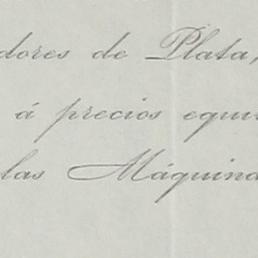 dores de Plata,
á precios equi
las Máquina